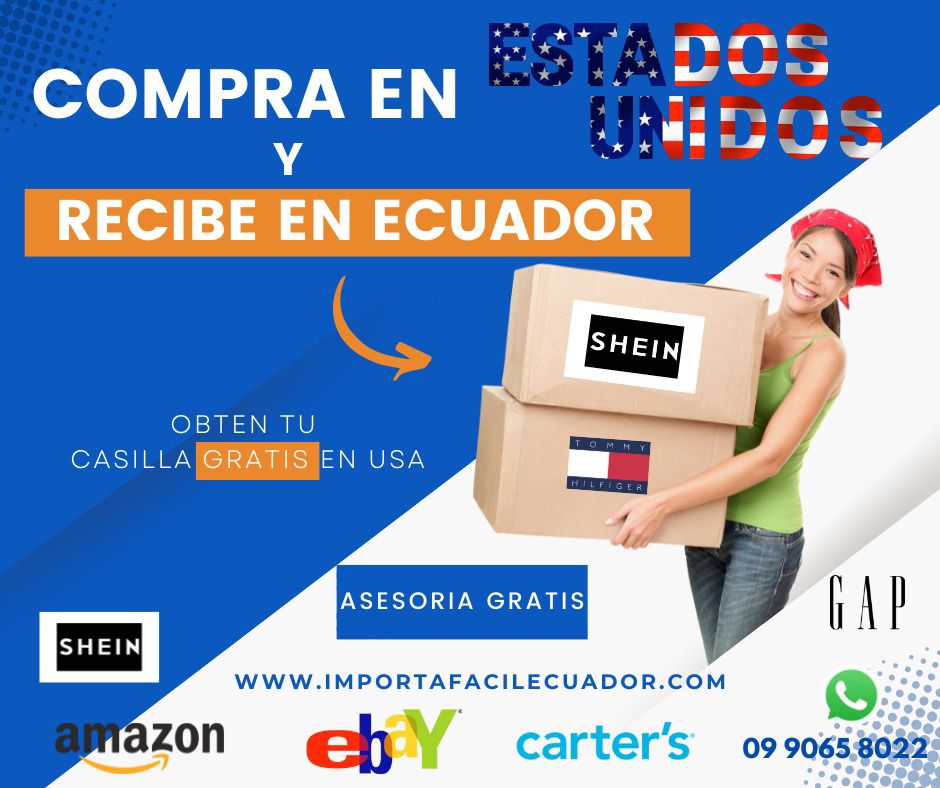 COMPRA EN
ESTADOS
UNIDOS
Y
RECIBE EN ECUADOR
SHEIN
OBTEN TU
CASILLA GRATIS EN USA
TOMMY
HILFIGER
ASESORIA GRATIS
GAP
SHEIN
WWW.IMPORTAFACILECUADOR.COM
amazon
ebaY®
carter's®
09 9065 8022